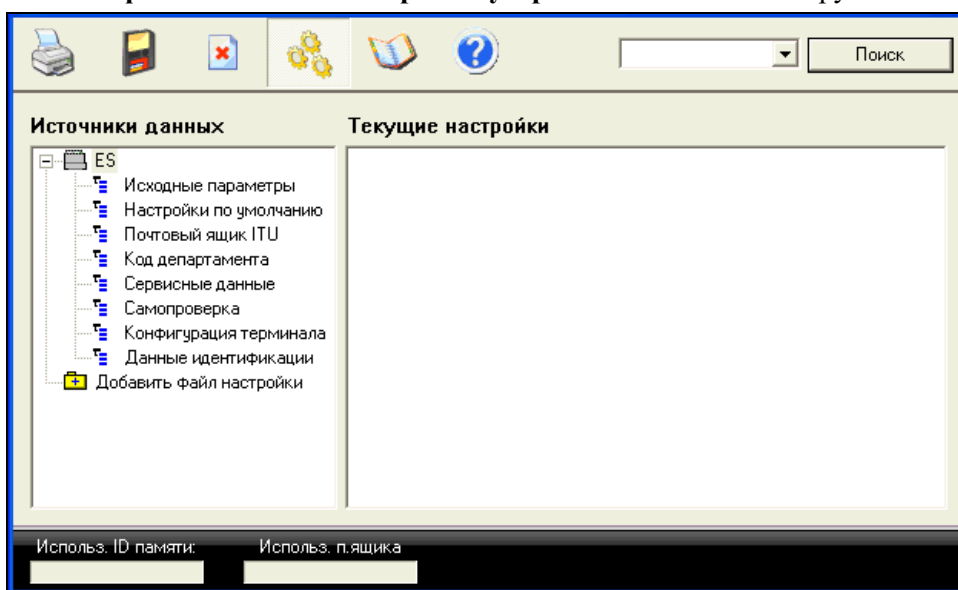 Поиск
Источники данных
Текущие настройки
ES
Исходные параметры
Настройки по умолчанию
Почтовый ящик ITU
Код департамента
Сервисные данные
Самопроверка
Конфигурация терминала
Данные идентификации
Добавить файл настройки
Использ. ID памяти:
Использ. п.ящика